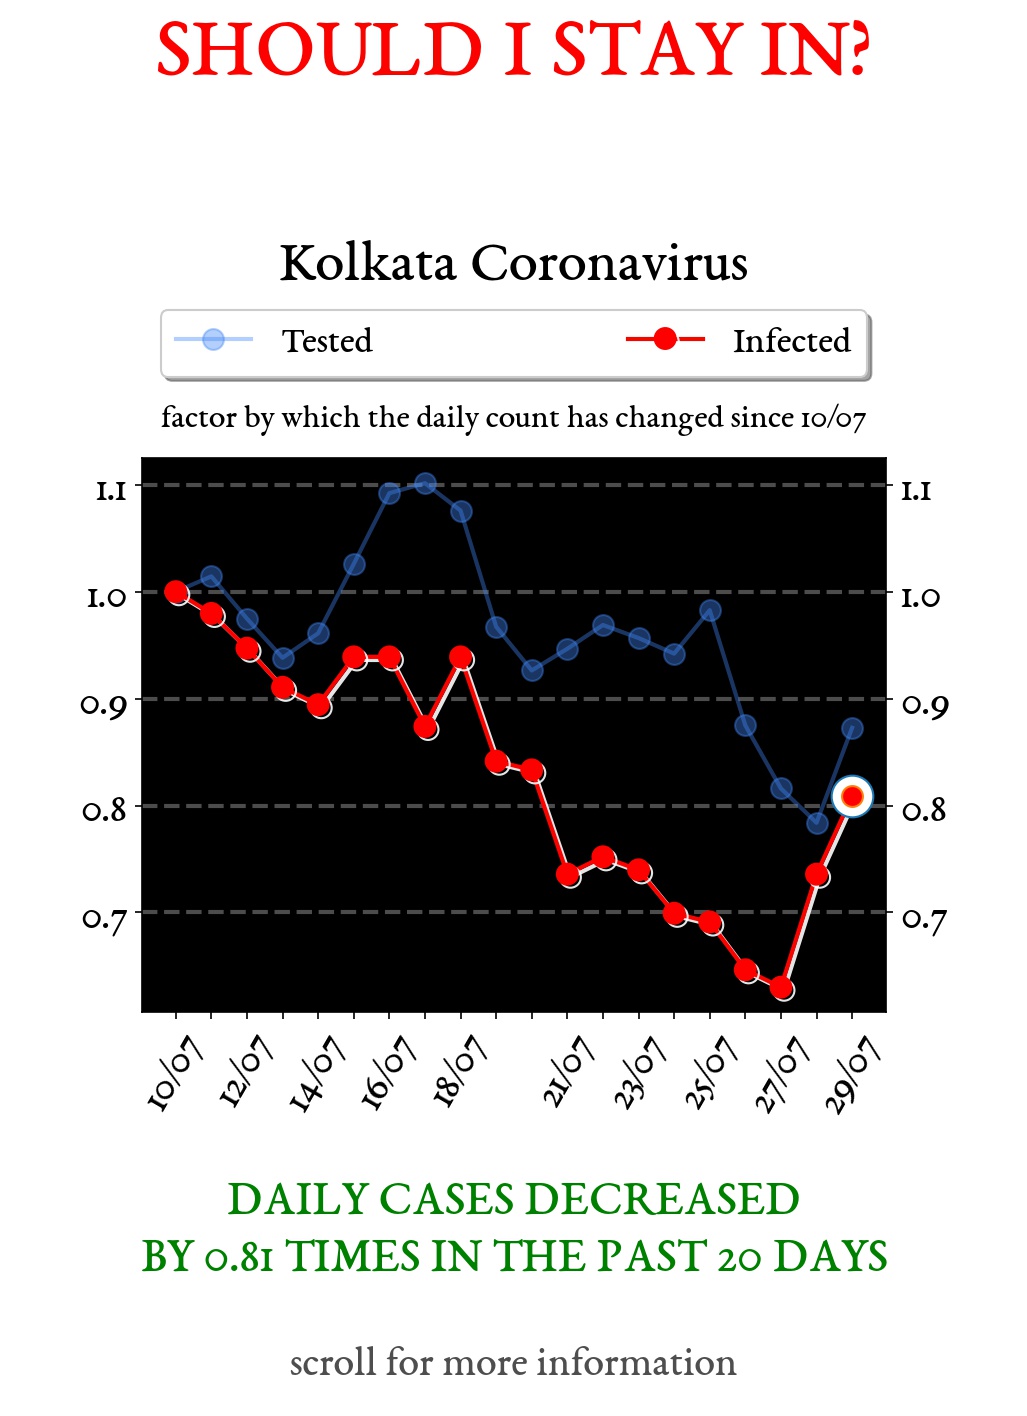 SHOULD I STAY IN?
Kolkata Coronavirus
Tested Infected
factor by which the daily count has changed since 10/07
1.1 1.1
1.0 1.0
0.9 0.9
0.8 0.8
0.7 0.7
10/07 12/07 14/07 16/07 18/07 21/07 23/07 25/07 27/07 29/07
DAILY CASES DECREASED
BY 0.81 TIMES IN THE PAST 20 DAYS
scroll for more information